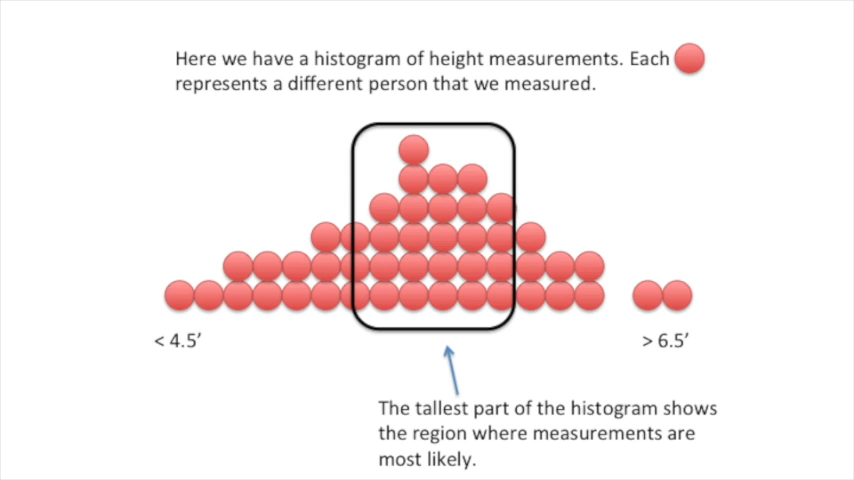 Here we have a histogram of height measurements. Each
represents a different person that we measured.
< 4.5′
> 6.5′
The tallest part of the histogram shows
the region where measurements are
most likely.